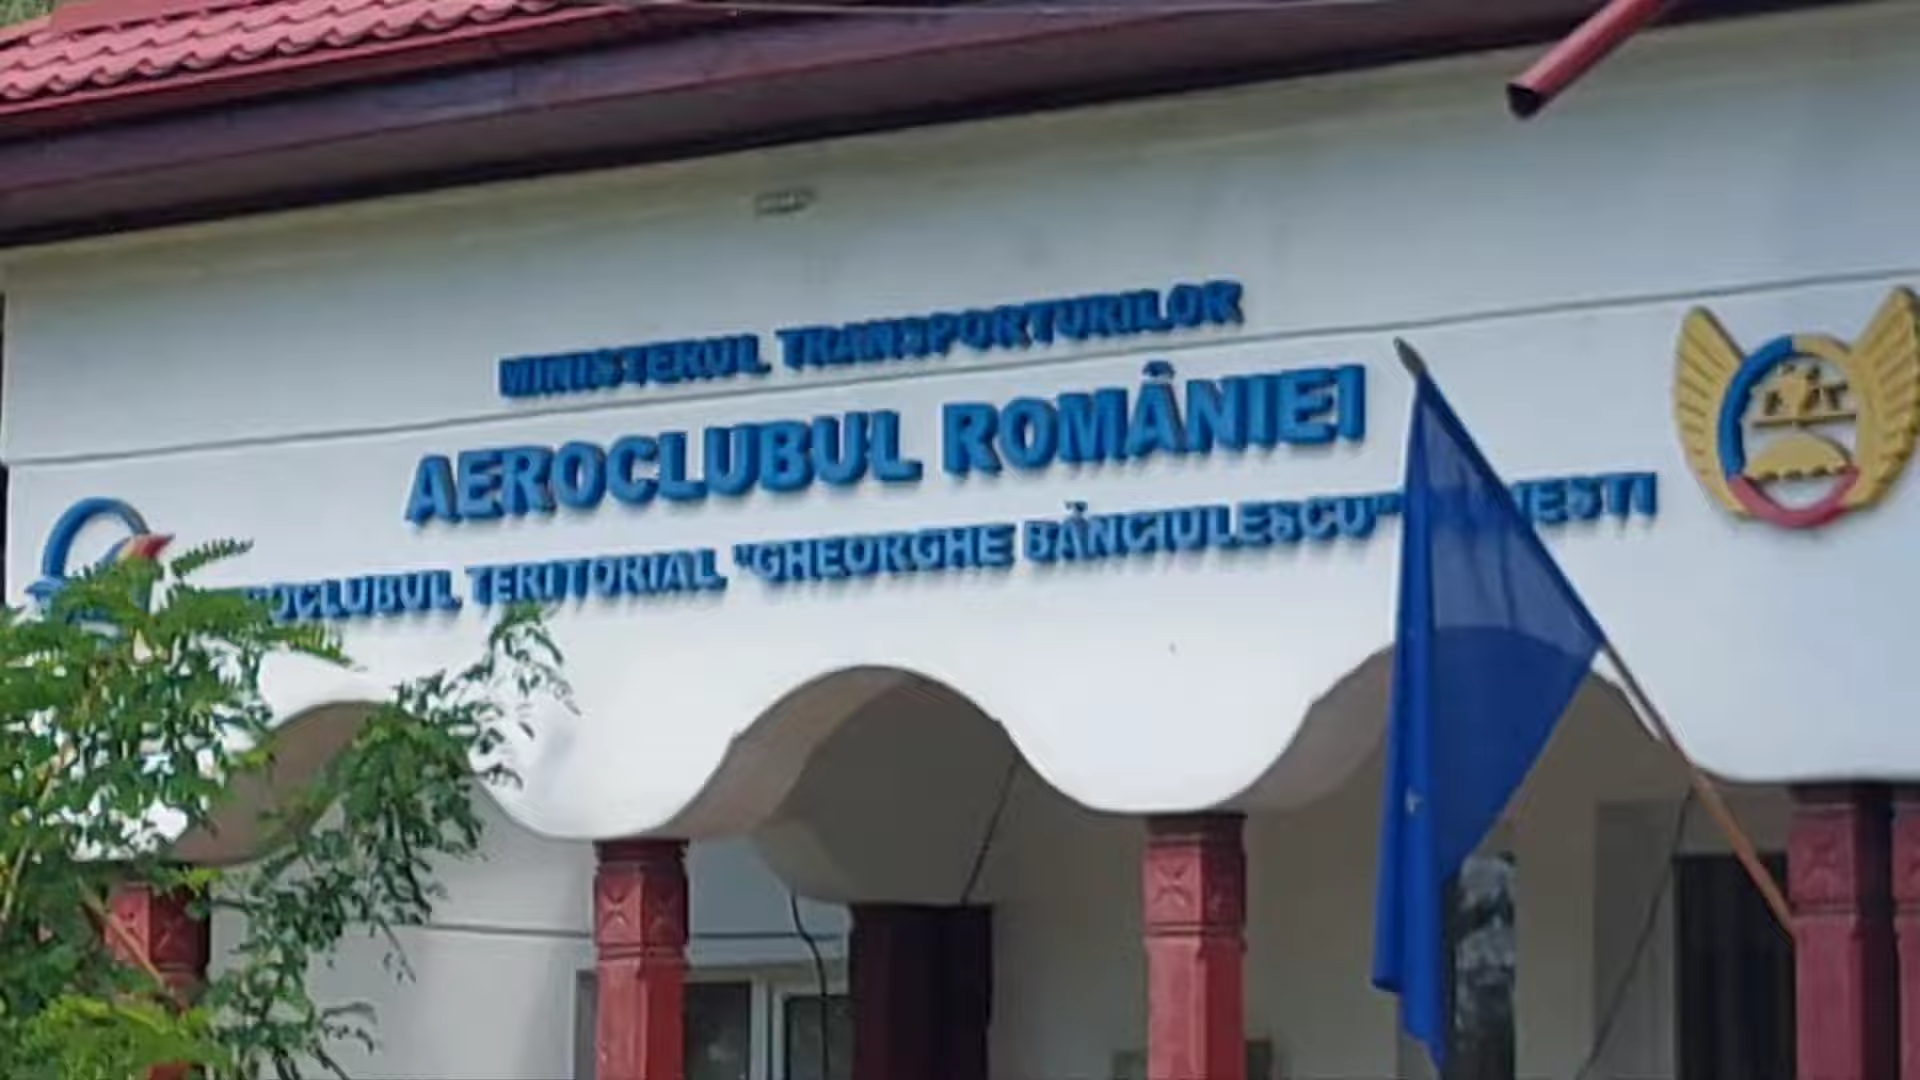 MINISTERUL TRANSPORTURILOR
AEROCLUBUL ROMÂNIEI
TERITORIAL "GHEORGHE BĂNCIULESCU"